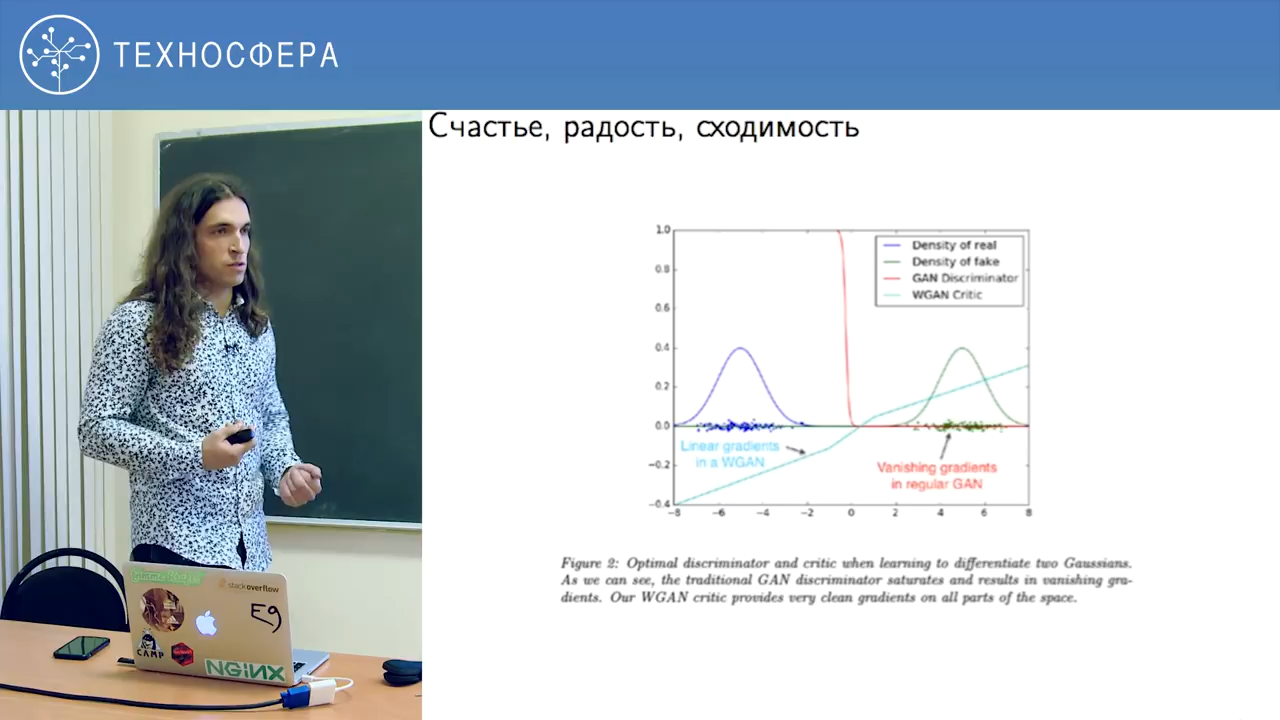 ТЕХНОСФЕРА
Счастье, радость, сходимость
1.0
0.8
0.6
0.4
0.2
0.0
−0.2
−0.4
−8
−6
−4
−2
0
2
4
6
8
Density of real
Density of fake
GAN Discriminator
WGAN Critic
Linear gradients
in a WGAN
Vanishing gradients
in regular GAN
Figure 2: Optimal discriminator and critic when learning to differentiate two Gaussians.
As we can see, the traditional GAN discriminator saturates and results in vanishing gra-
dients. Our WGAN critic provides very clean gradients on all parts of the space.
stackoverflow
E9
CAMP
NGINX